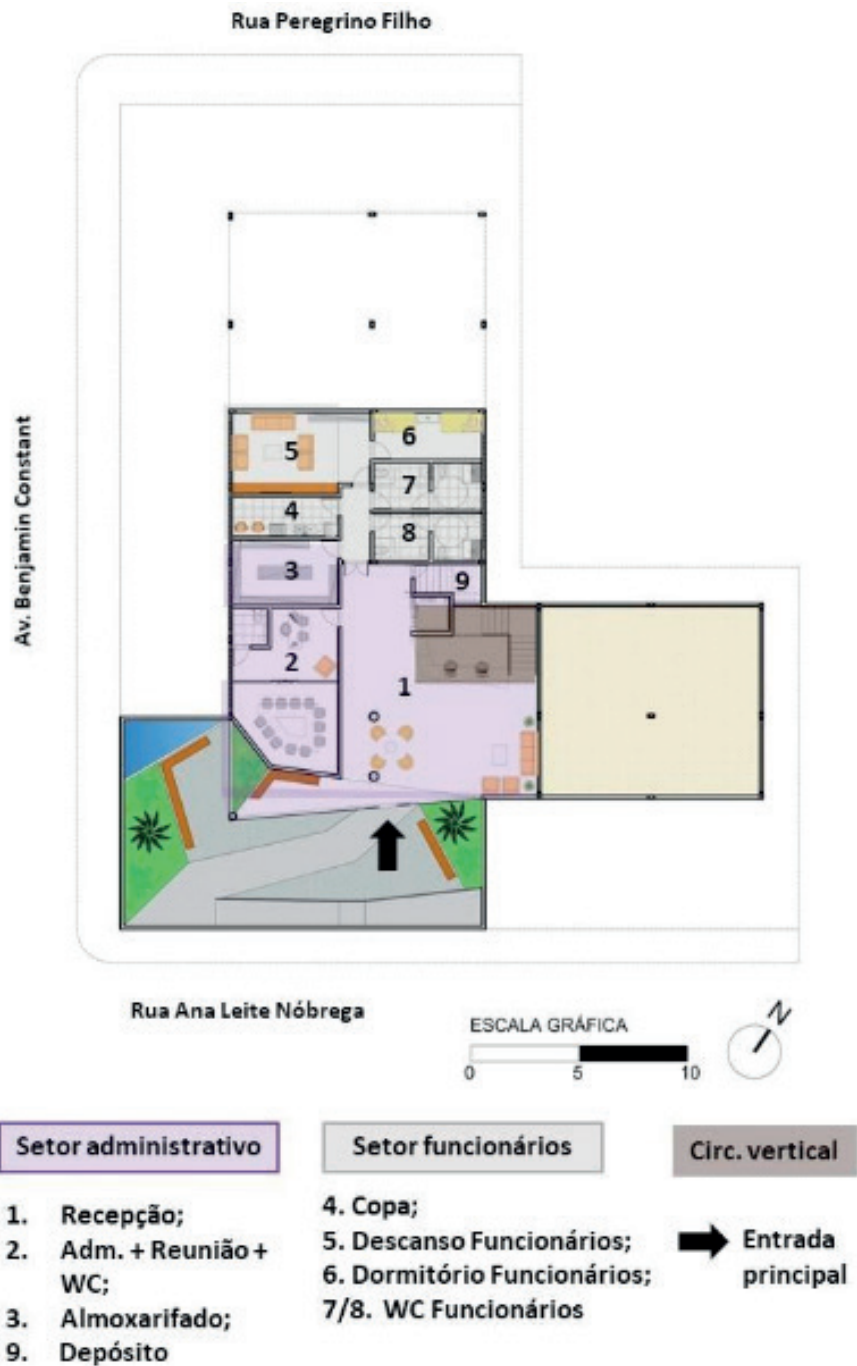 Rua Peregrino Filho
Av. Benjamin Constant
5
6
7
4
8
3
9
2
1
Rua Ana Leite Nóbrega
ESCALA GRÁFICA
0 5 10
N
Setor administrativo
1. Recepção;
2. Adm. + Reunião +
WC;
3. Almoxarifado;
9. Depósito
Setor funcionários
4. Copa;
5. Descanso Funcionários;
6. Dormitório Funcionários;
7/8. WC Funcionários
Circ. vertical
Entrada
principal